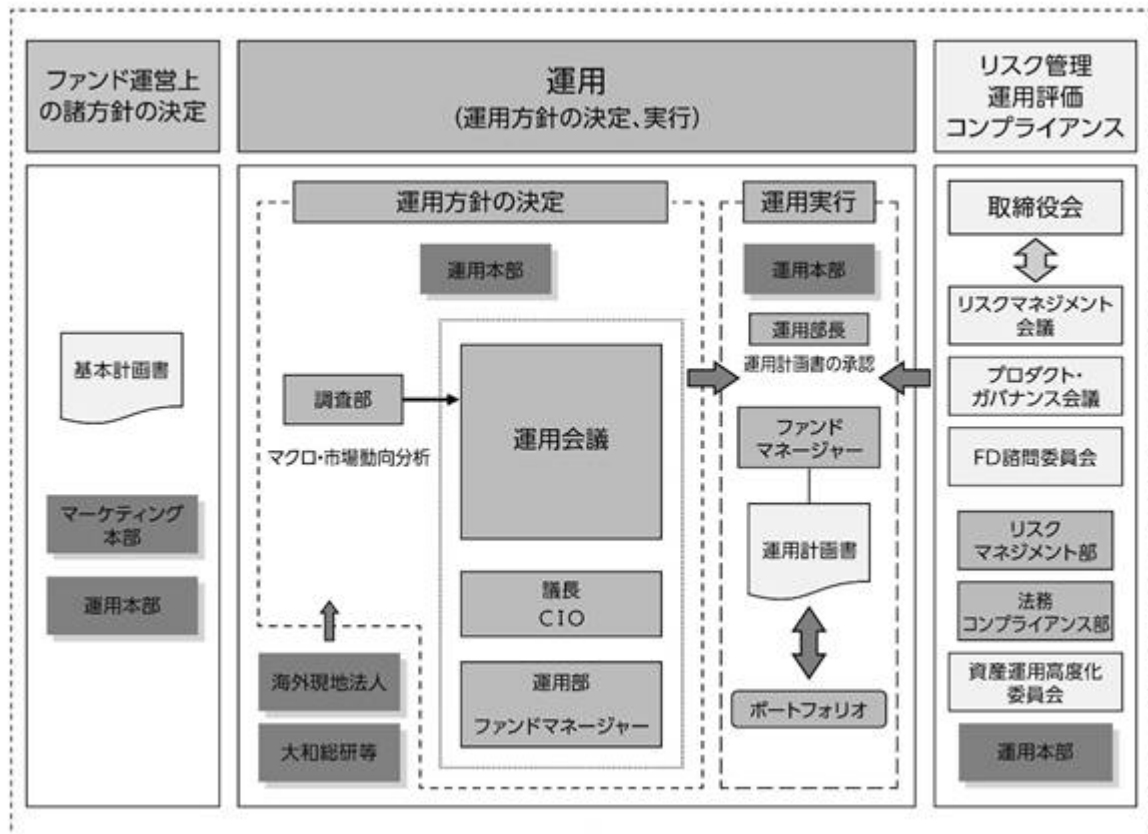 ファンド運営上
の諸方針の決定
基本計画書
マーケティング
本部
運用本部
運用
(運用方針の決定、実行)
運用方針の決定
運用本部
調査部
マクロ・市場動向分析
運用会議
議長
CIO
運用部
ファンドマネージャー
海外現地法人
大和総研等
運用実行
運用本部
運用部長
運用計画書の承認
ファンド
マネージャー
運用計画書
ポートフォリオ
リスク管理
運用評価
コンプライアンス
取締役会
リスクマネジメント
会議
プロダクト・
ガバナンス会議
FD諮問委員会
リスク
マネジメント部
法務
コンプライアンス部
資産運用高度化
委員会
運用本部